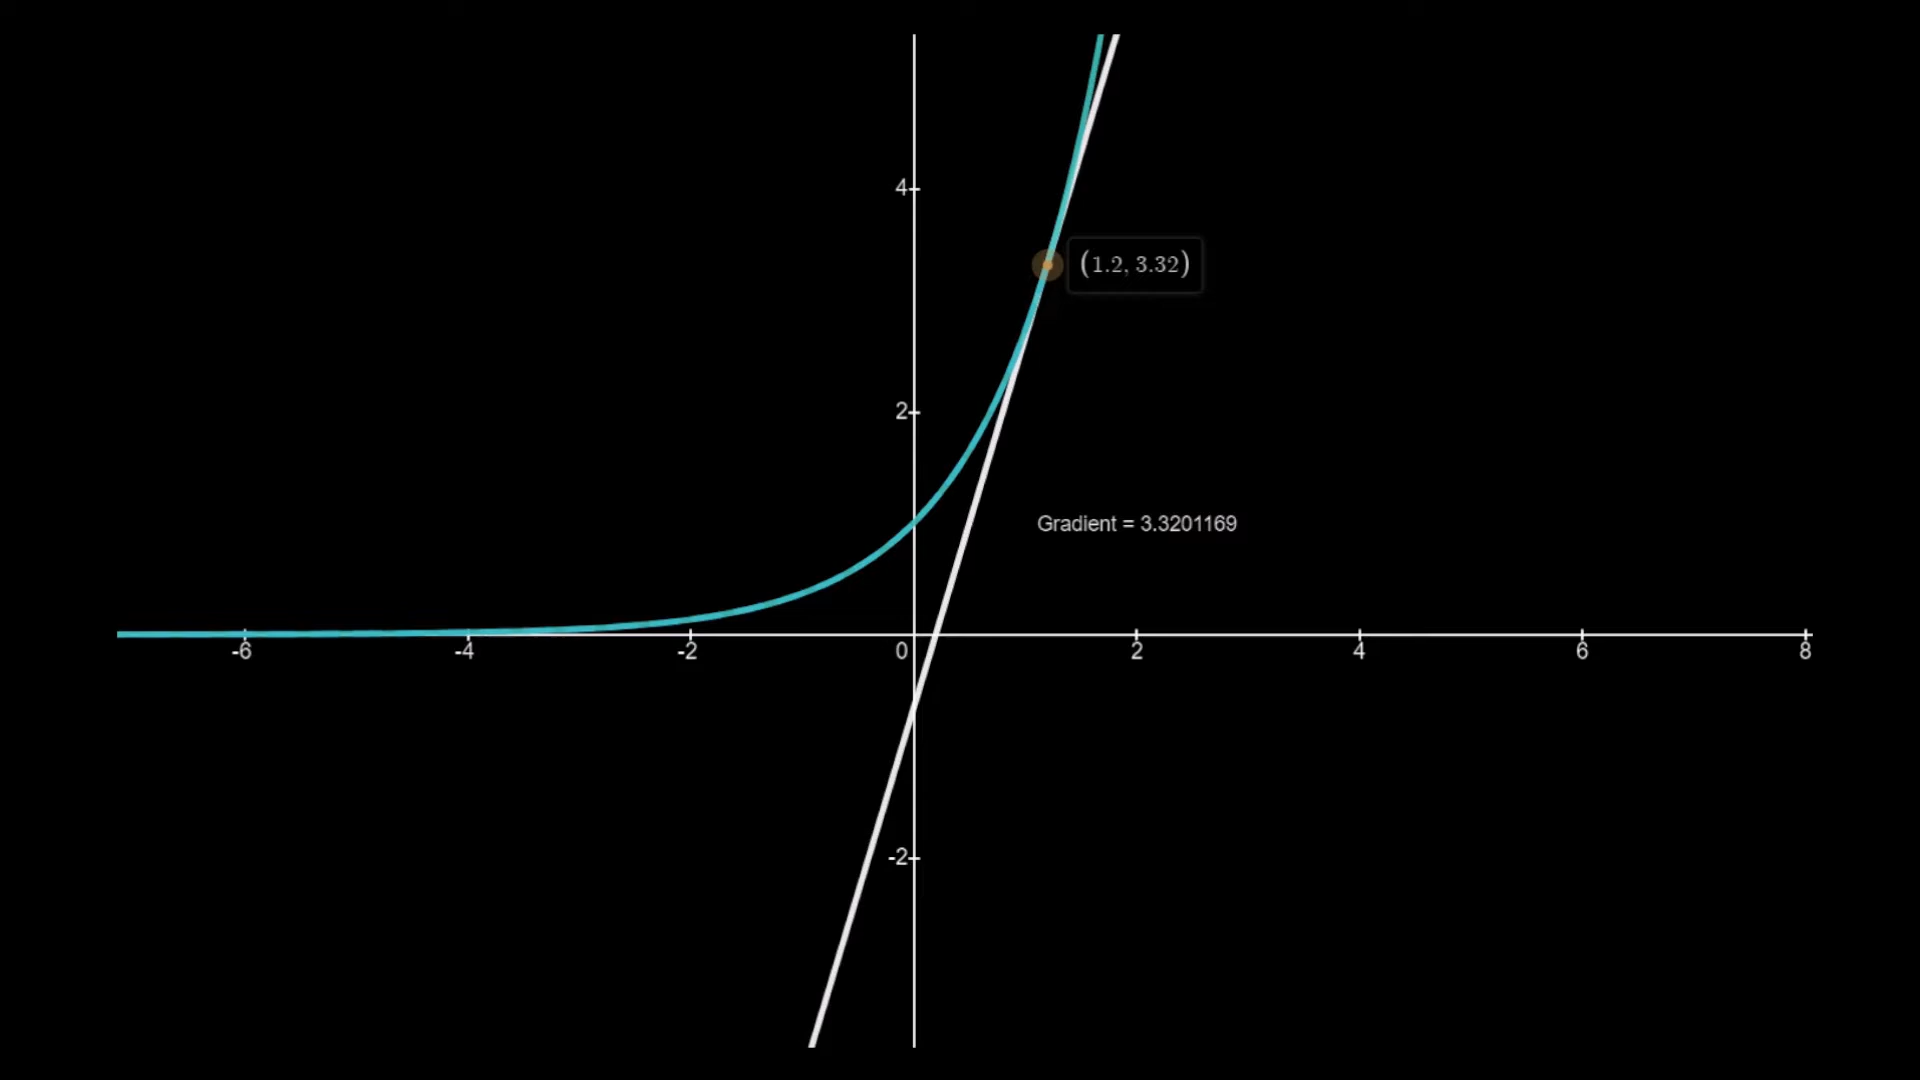 4
(1.2, 3.32)
2
Gradient = 3.3201169
-6 -4 -2 0 2 4 6 8
-2